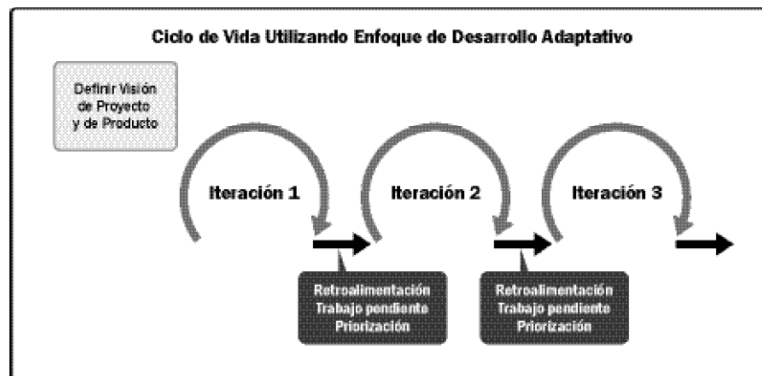 Ciclo de Vida Utilizando Enfoque de Desarrollo Adaptativo
Definir Visión
de Proyecto
y de Producto
Iteración 1
Iteración 2
Iteración 3
Retroalimentación
Trabajo pendiente
Priorización
Retroalimentación
Trabajo pendiente
Priorización